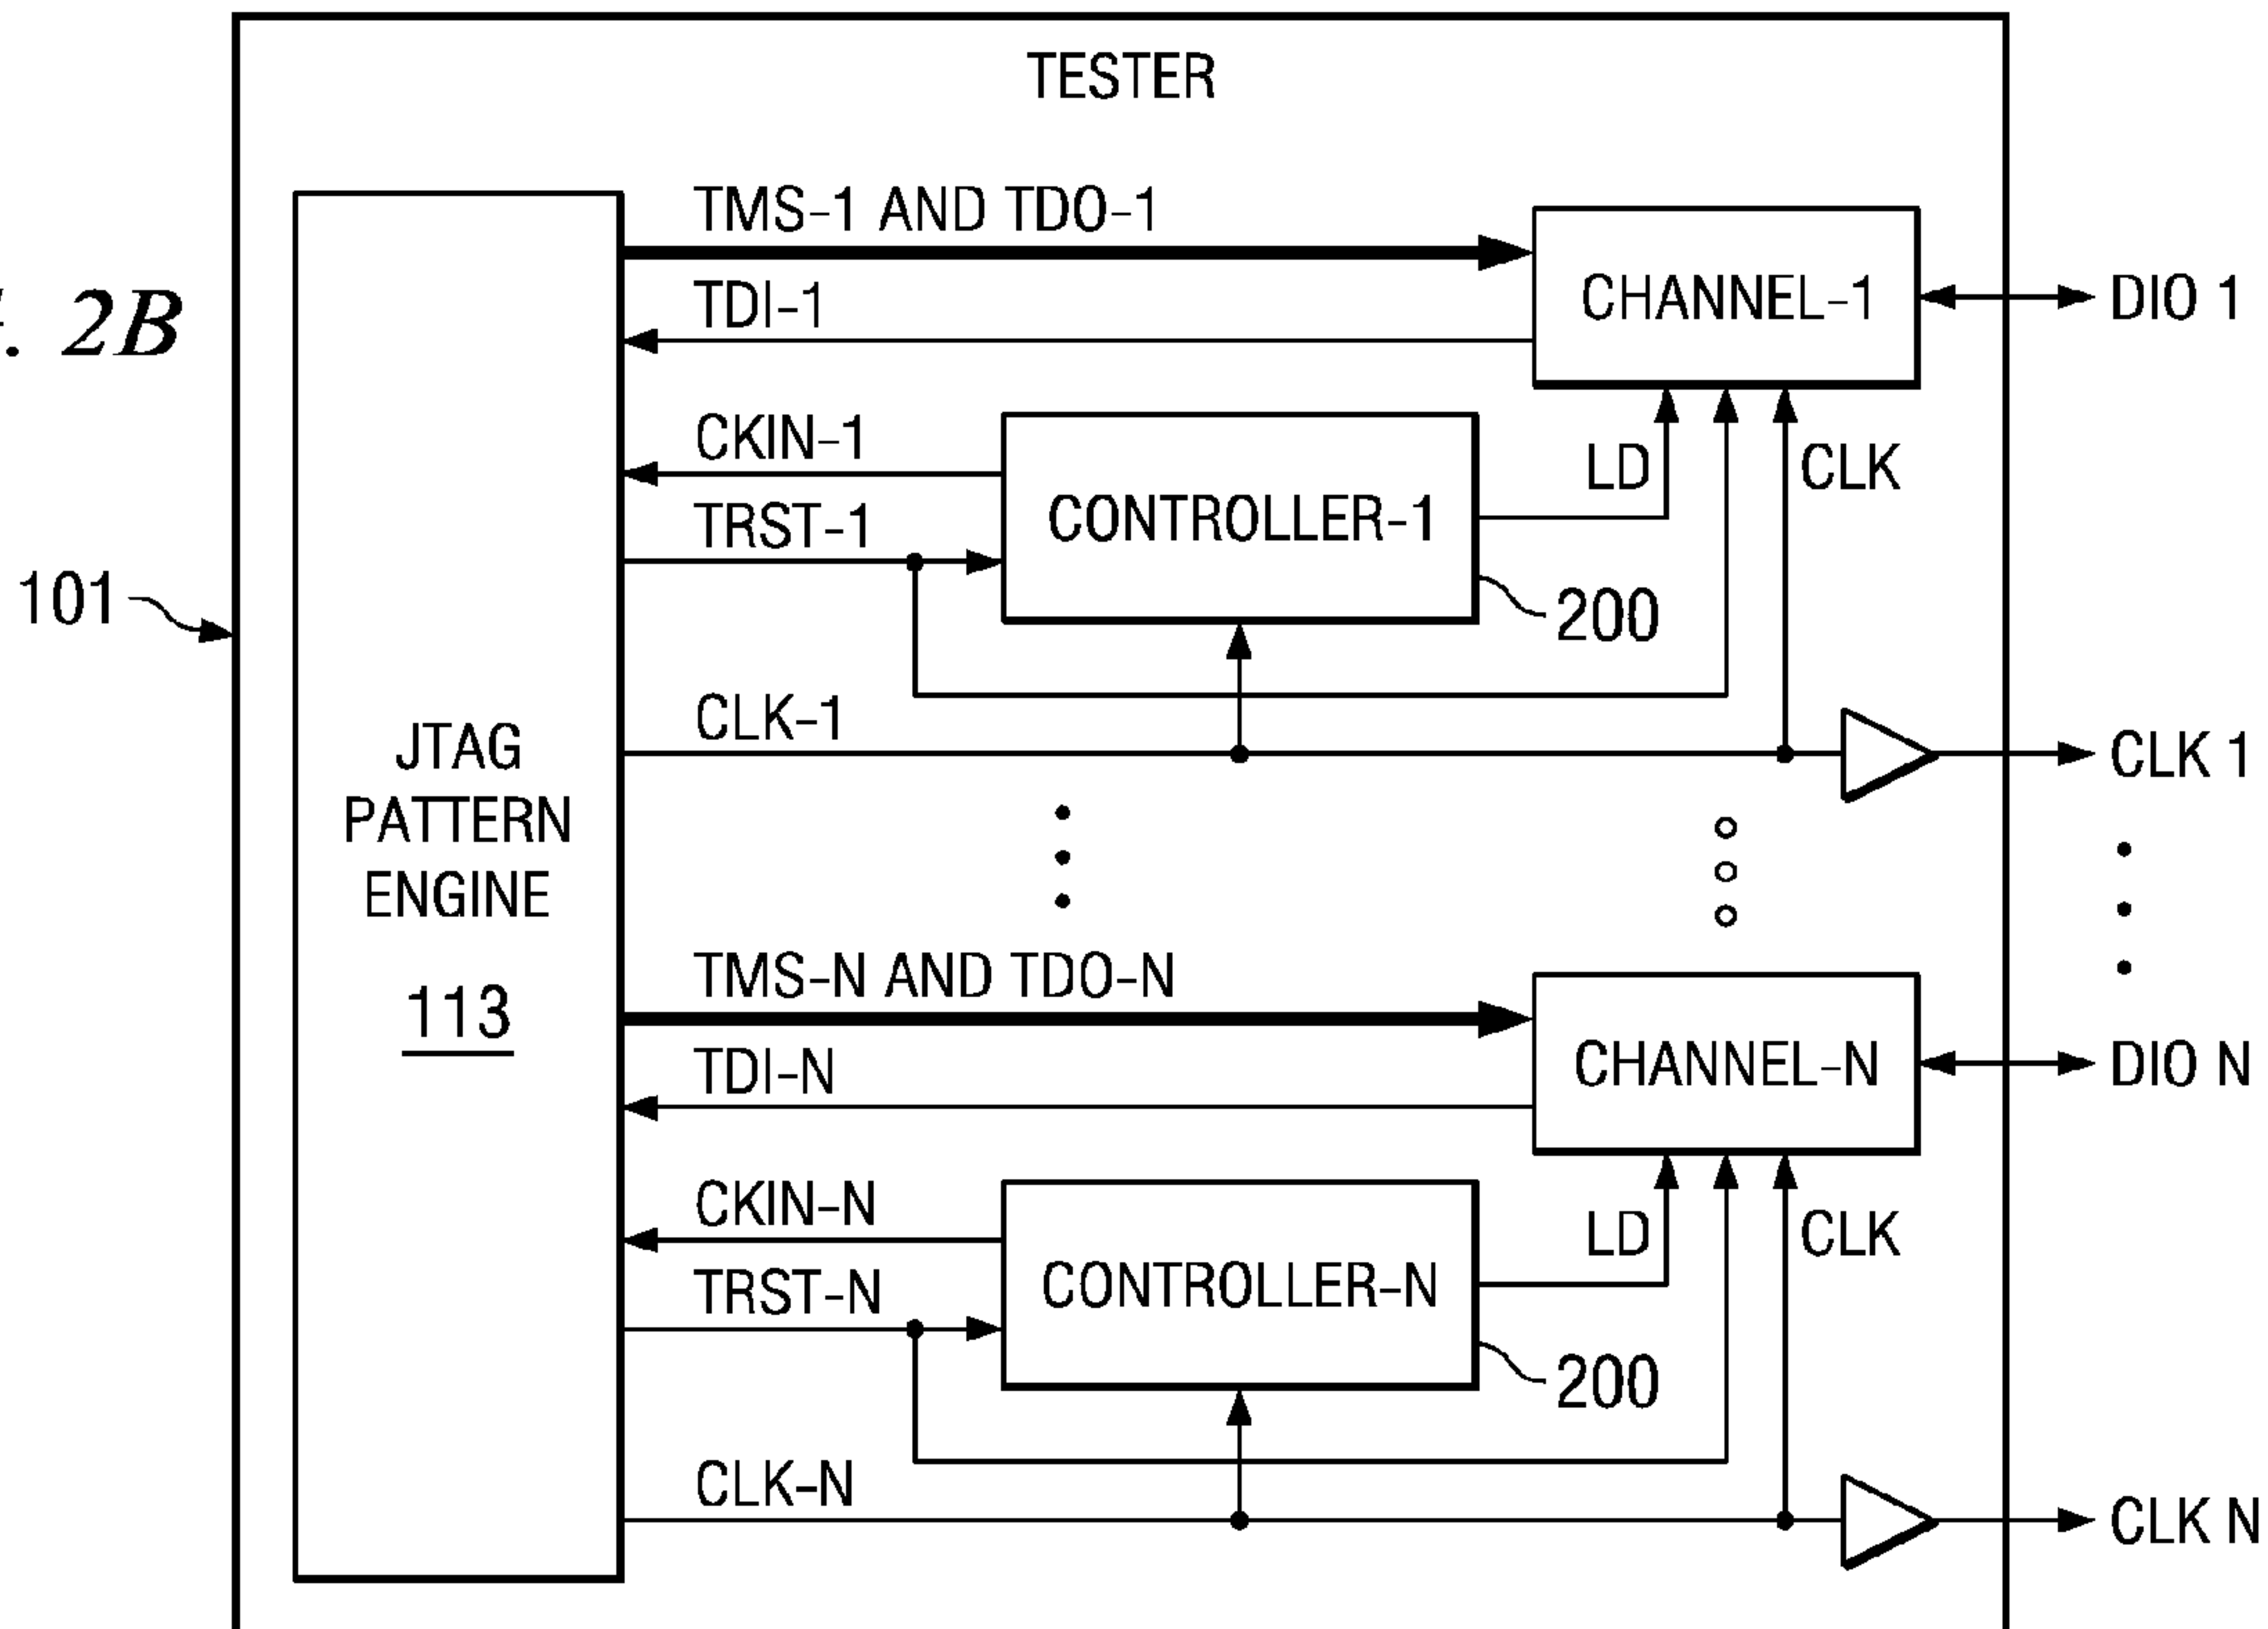 TESTER
TMS-1 AND TDO-1
TDI-1
CHANNEL-1
DIO 1
. 2B
CKIN-1
LD
CLK
TRST-1
CONTROLLER-1
200
101
CLK-1
CLK 1
JTAG
PATTERN
ENGINE
113
TMS-N AND TDO-N
TDI-N
CHANNEL-N
DIO N
CKIN-N
LD
CLK
TRST-N
CONTROLLER-N
200
CLK-N
CLK N